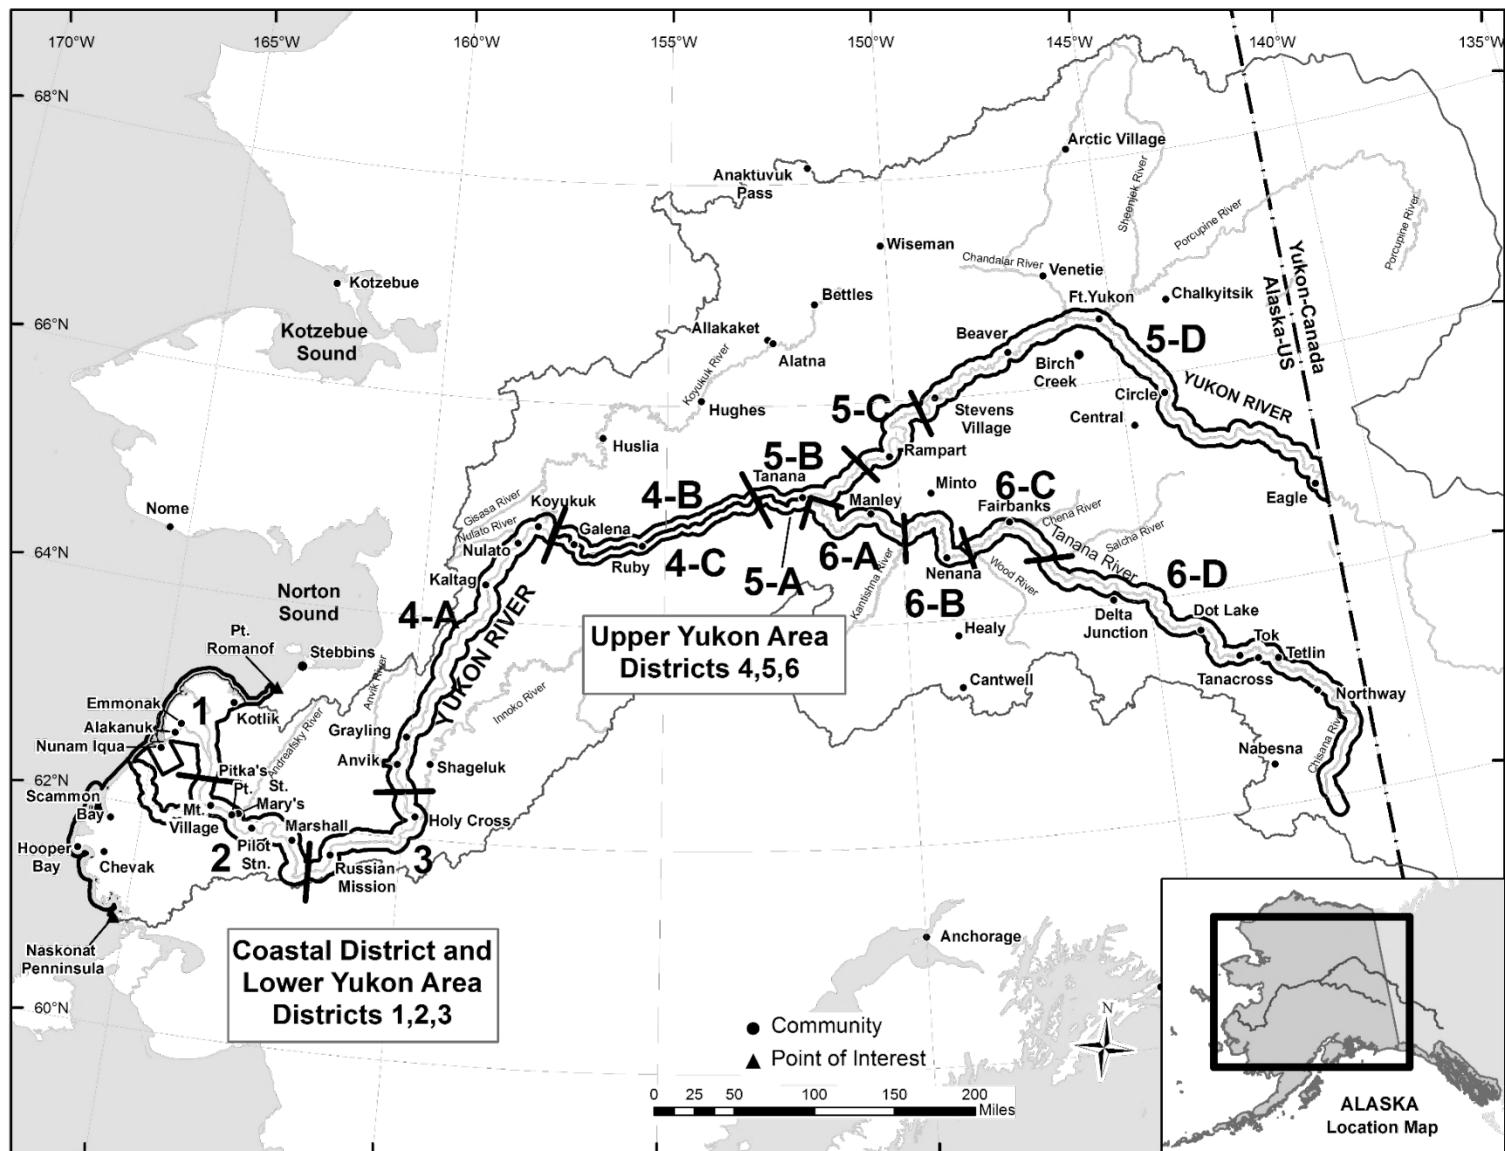 170°W
165°W
160°W
155°W
150°W
145°W
140°W
135°W
68°N
66°N
64°N
62°N
60°N
Arctic Village
Anaktuvuk
Pass
Sheenjek River
Porcupine River
Porcupine River
Wiseman
Chandalar River
Venetie
Yukon-Canada
Alaska-US
Kotzebue
Kotzebue
Sound
Bettles
Ft.Yukon
Chalkyitsik
Allakaket
Alatna
Beaver
5-D
Birch
Creek
Koyukuk River
YUKON RIVER
Hughes
5-C
Stevens
Village
Circle
Central
Huslia
Rampart
5-B
Tanana
Minto
Eagle
Nome
Gisasa River
Koyukuk
4-B
Manley
6-C
Fairbanks
Chena River
Nulato River
Galena
Salcha River
Nulato
Ruby
4-C
5-A
6-A
Tanana River
Kantishna River
Nenana
Wood River
Kaltag
6-B
6-D
Norton
Sound
4-A
YUKON RIVER
Delta
Junction
Dot Lake
Upper Yukon Area
Districts 4,5,6
Healy
Pt.
Romanof
Stebbins
Tok
Tetlin
Anvik River
Innoko River
Cantwell
Tanacross
Northway
Emmonak
1
Kotlik
Alakanuk
Andreafsky River
Grayling
Nunam Iqua
Nabesna
Chisana River
Anvik
Shageluk
Pitka's
Pt.
St.
Mary's
Scammon
Bay
Mt.
Village
Marshall
Holy Cross
Hooper
Bay
Chevak
2
Pilot
Stn.
Russian
Mission
3
Naskonat
Penninsula
Coastal District and
Lower Yukon Area
Districts 1,2,3
Anchorage
Community
Point of Interest
N
0 25 50 100 150 200
Miles
ALASKA
Location Map